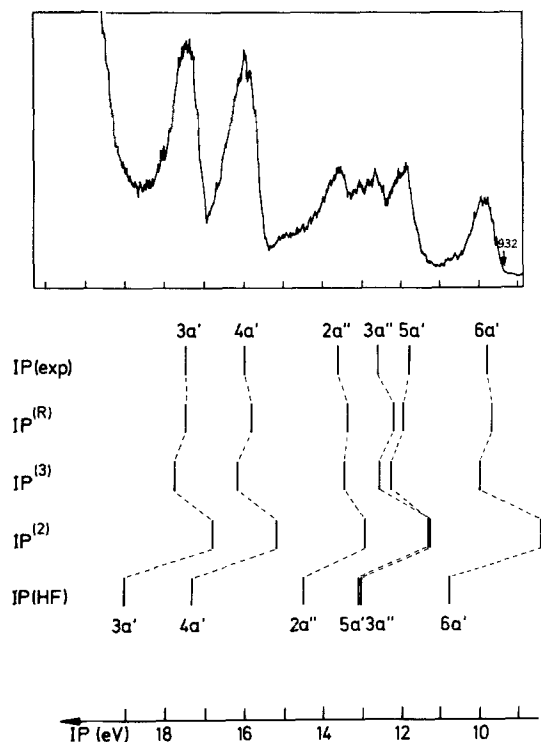 932
3a' 4a' 2a" 3a" 5a' 6a'
IP(exp)
IP(R)
IP(3)
IP(2)
IP(HF)
3a' 4a' 2a" 5a' 3a" 6a'
IP (eV) 18 16 14 12 10